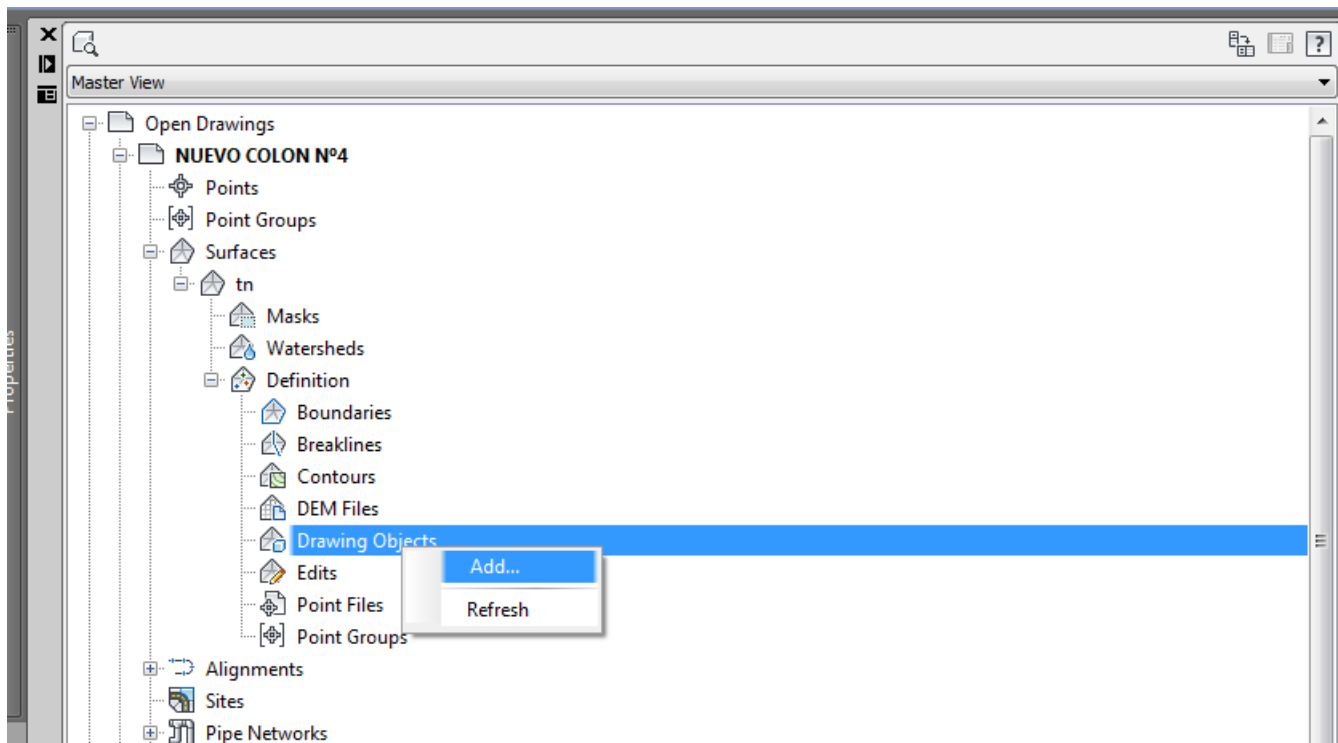 ?
Master View
Open Drawings
NUEVO COLON Nº4
Points
Point Groups
Surfaces
tn
Masks
Watersheds
Definition
Boundaries
Breaklines
Contours
DEM Files
Drawing Objects
Add...
Edits
Point Files
Refresh
Point Groups
Alignments
Sites
Pipe Networks
Properties